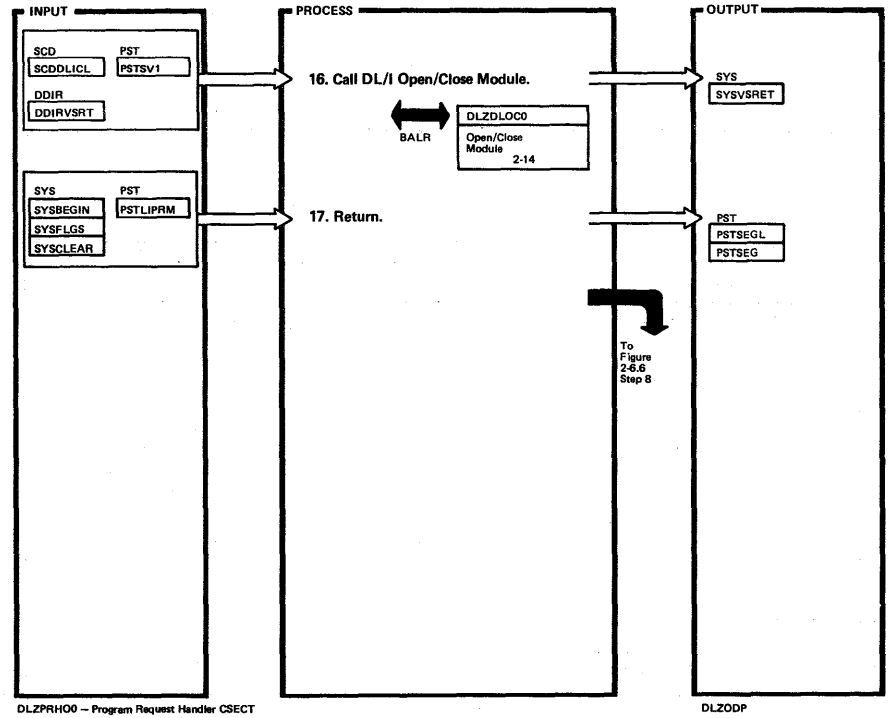 INPUT
PROCESS
OUTPUT
SCD
PST
SCDDLICL
PSTSV1
DDIR
DDIRVSRT
16. Call DL/I Open/Close Module.
BALR
DLZDLOC0
Open/Close
Module
2-14
SYS
SYSVSRET
SYS
PST
SYSBEGIN
PSTLIPRM
SYSFLGS
SYSCLEAR
17. Return.
PST
PSTSEGL
PSTSEG
To
Figure
2-6.6
Step 8
DLZPRHO0 – Program Request Handler CSECT
DLZODP